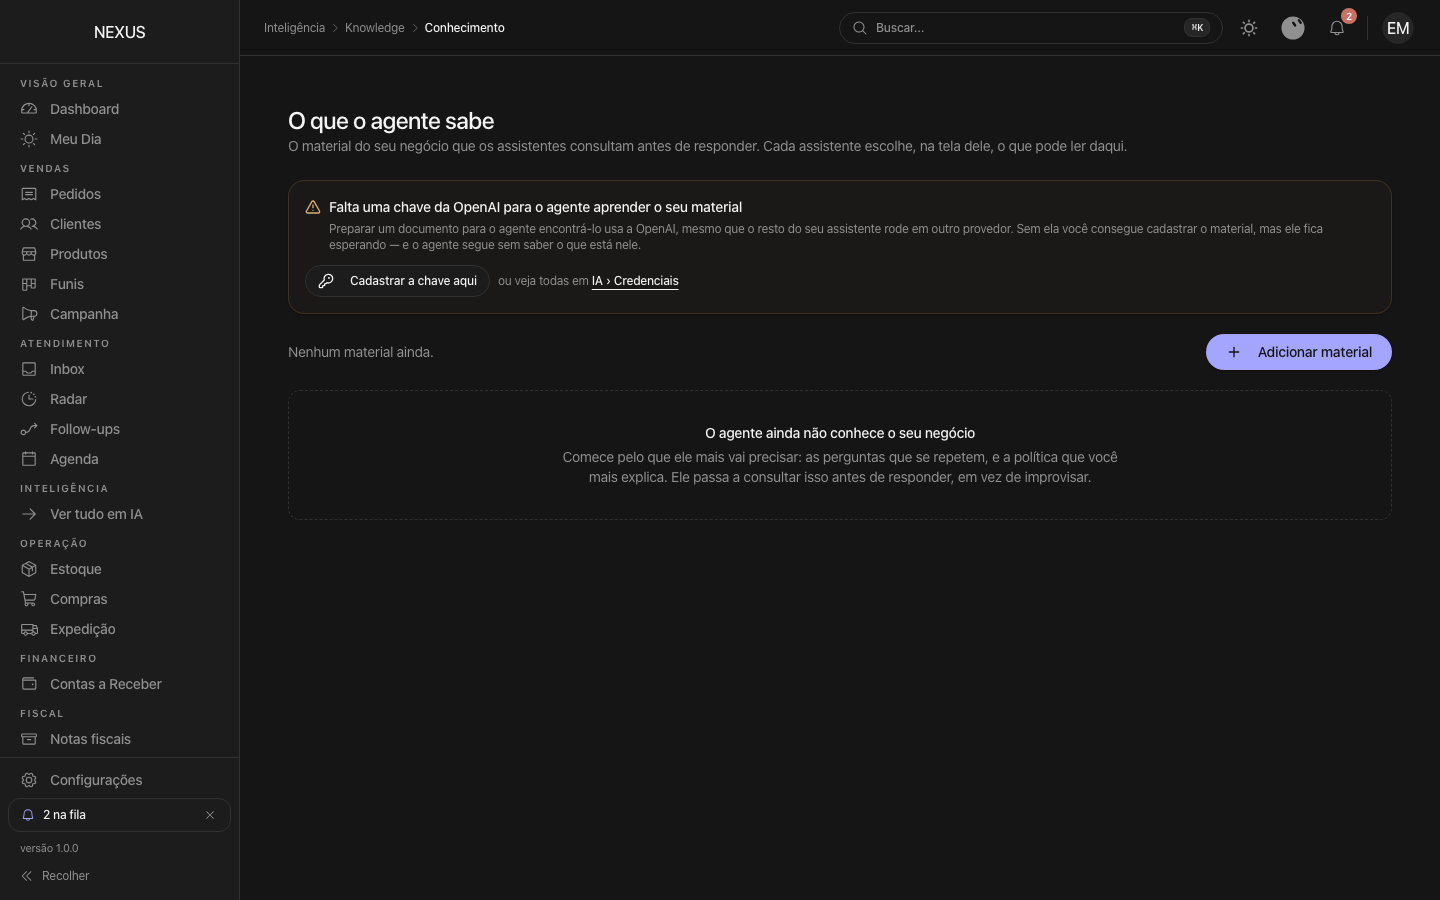 NEXUS
Inteligência
Knowledge
Conhecimento
Buscar...
⌘K
2
EM
VISÃO GERAL
Dashboard
Meu Dia
VENDAS
Pedidos
Clientes
Produtos
Funis
Campanha
ATENDIMENTO
Inbox
Radar
Follow-ups
Agenda
INTELIGÊNCIA
Ver tudo em IA
OPERAÇÃO
Estoque
Compras
Expedição
FINANCEIRO
Contas a Receber
FISCAL
Notas fiscais
Configurações
2 na fila
versão 1.0.0
Recolher
O que o agente sabe
O material do seu negócio que os assistentes consultam antes de responder. Cada assistente escolhe, na tela dele, o que pode ler daqui.
Falta uma chave da OpenAI para o agente aprender o seu material
Preparar um documento para o agente encontrá-lo usa a OpenAI, mesmo que o resto do seu assistente rode em outro provedor. Sem ela você consegue cadastrar o material, mas ele fica
esperando — e o agente segue sem saber o que está nele.
Cadastrar a chave aqui
ou veja todas em IA › Credenciais
Nenhum material ainda.
Adicionar material
O agente ainda não conhece o seu negócio
Comece pelo que ele mais vai precisar: as perguntas que se repetem, e a política que você
mais explica. Ele passa a consultar isso antes de responder, em vez de improvisar.